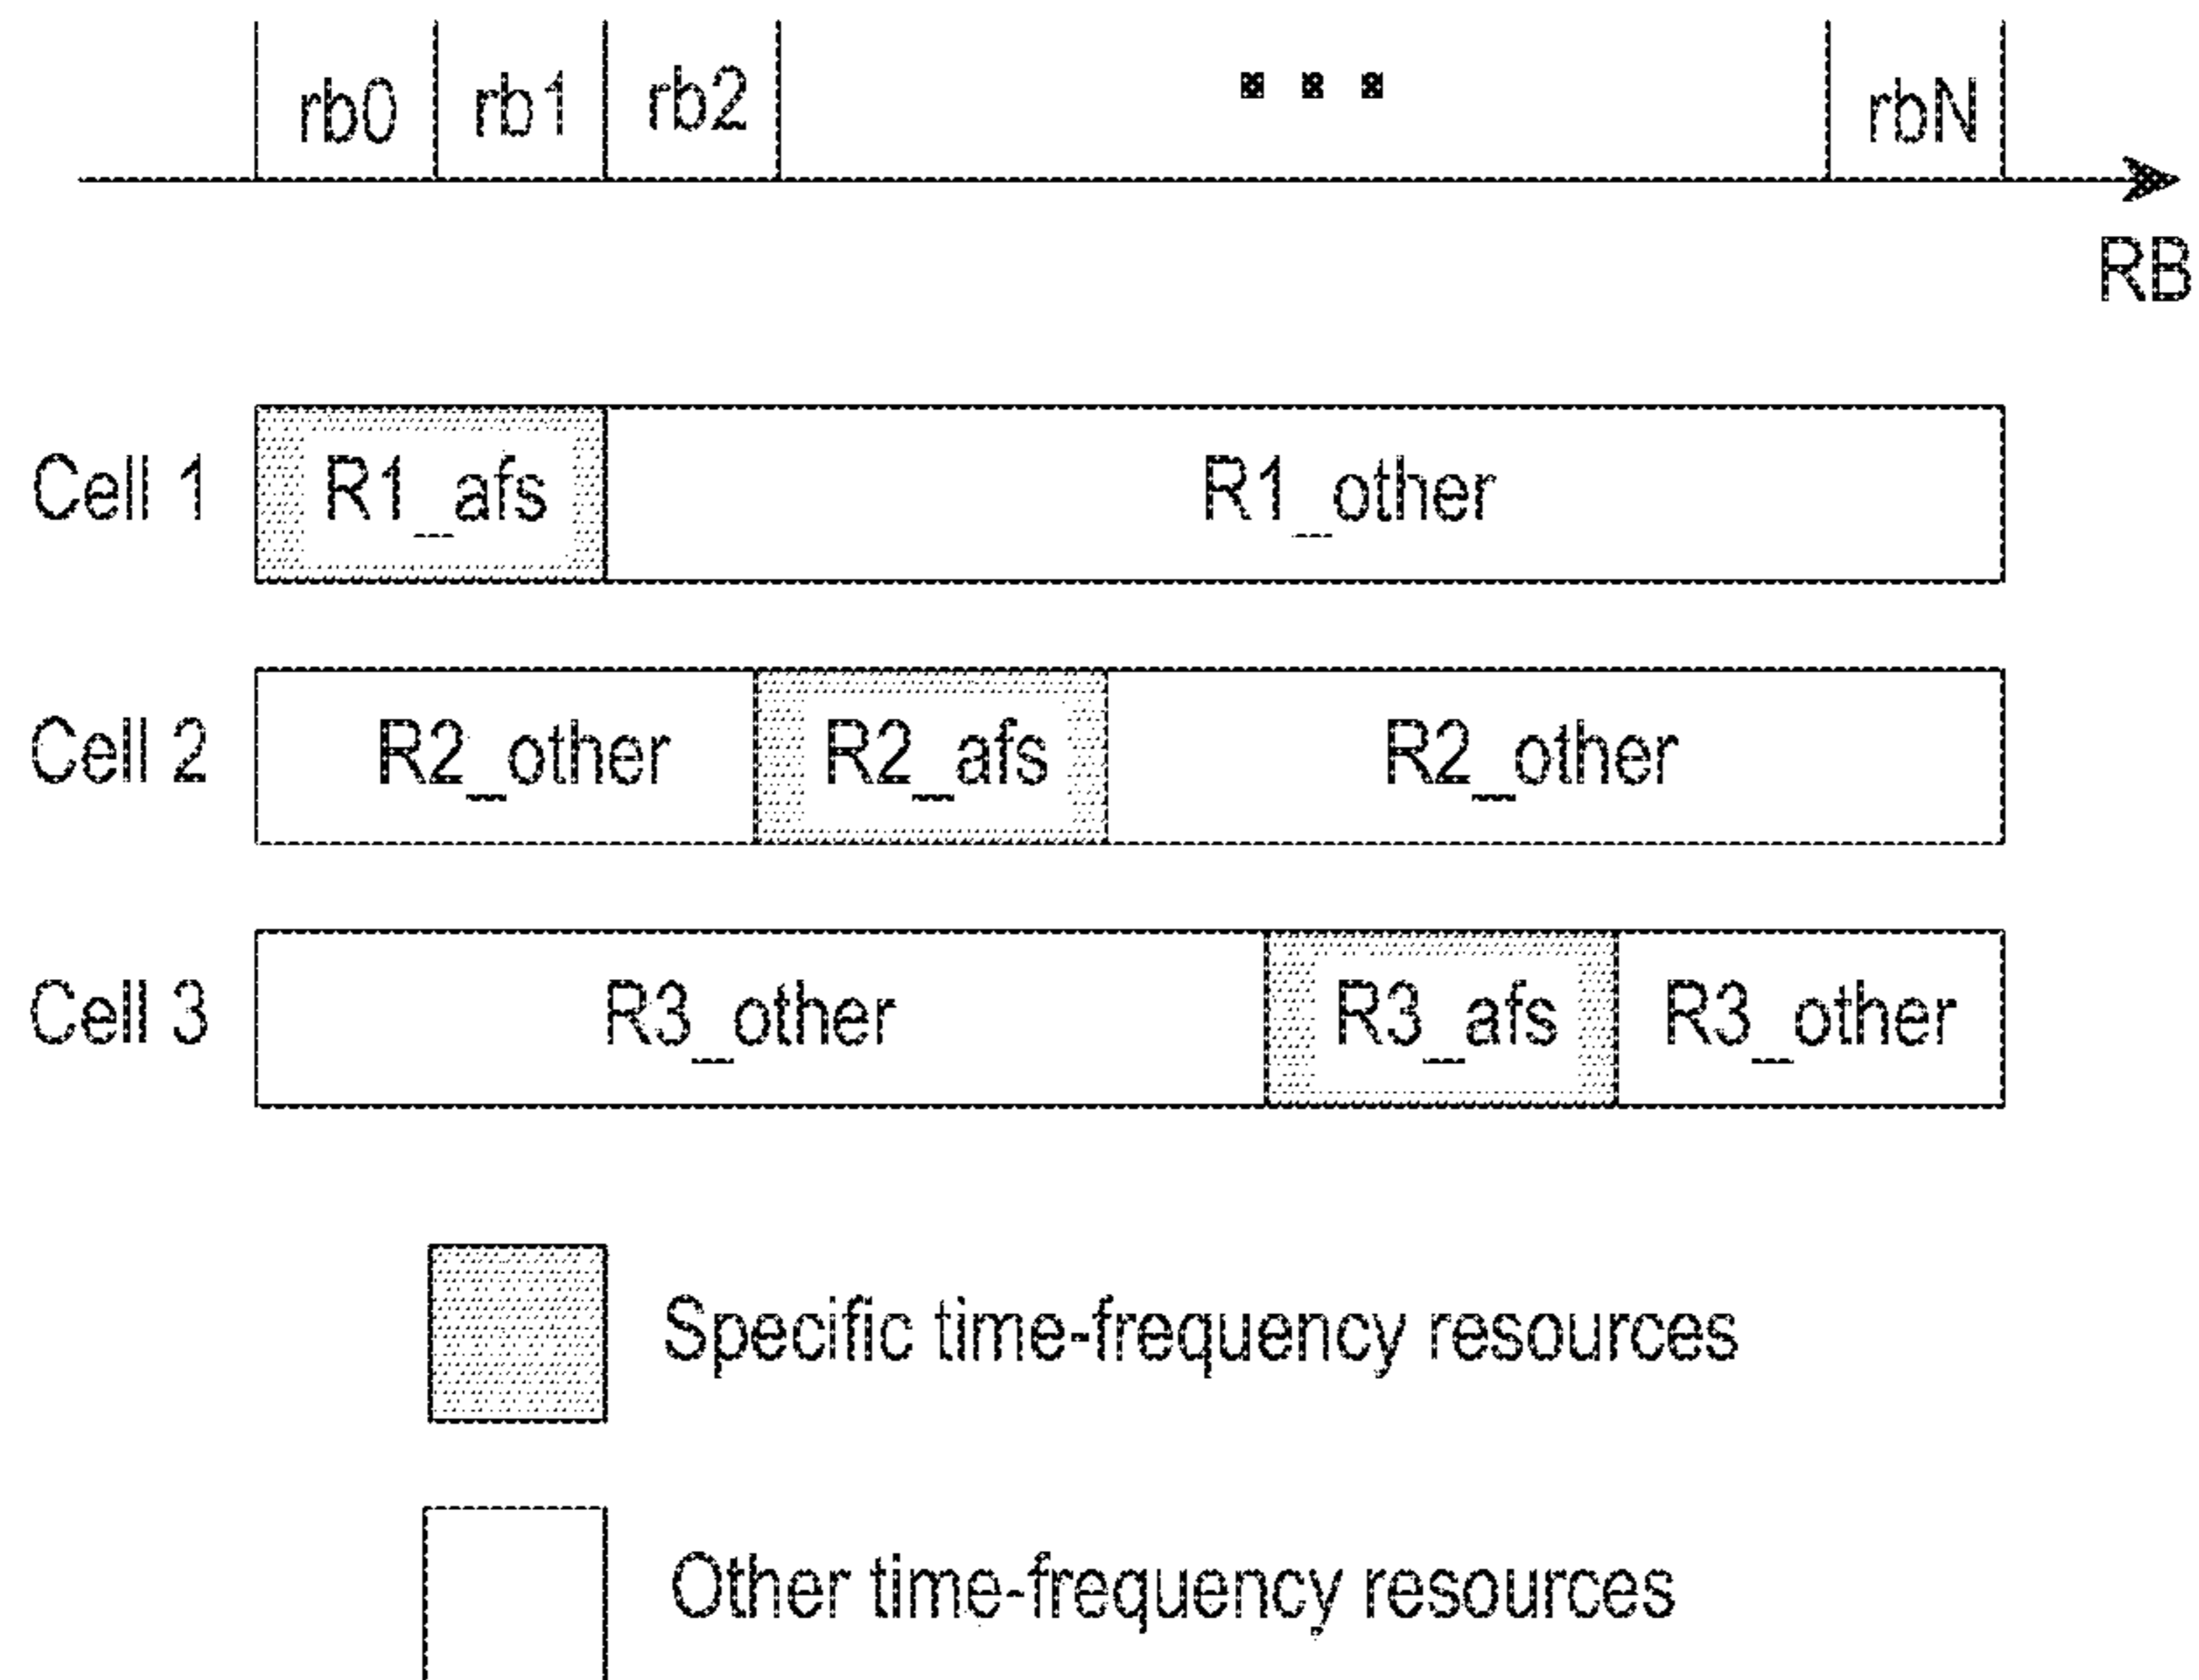 rb0 rb1 rb2 ... rbN
RB
Cell 1 R1_afs R1_other
Cell 2 R2_other R2_afs R2_other
Cell 3 R3_other R3_afs R3_other
Specific time-frequency resources
Other time-frequency resources